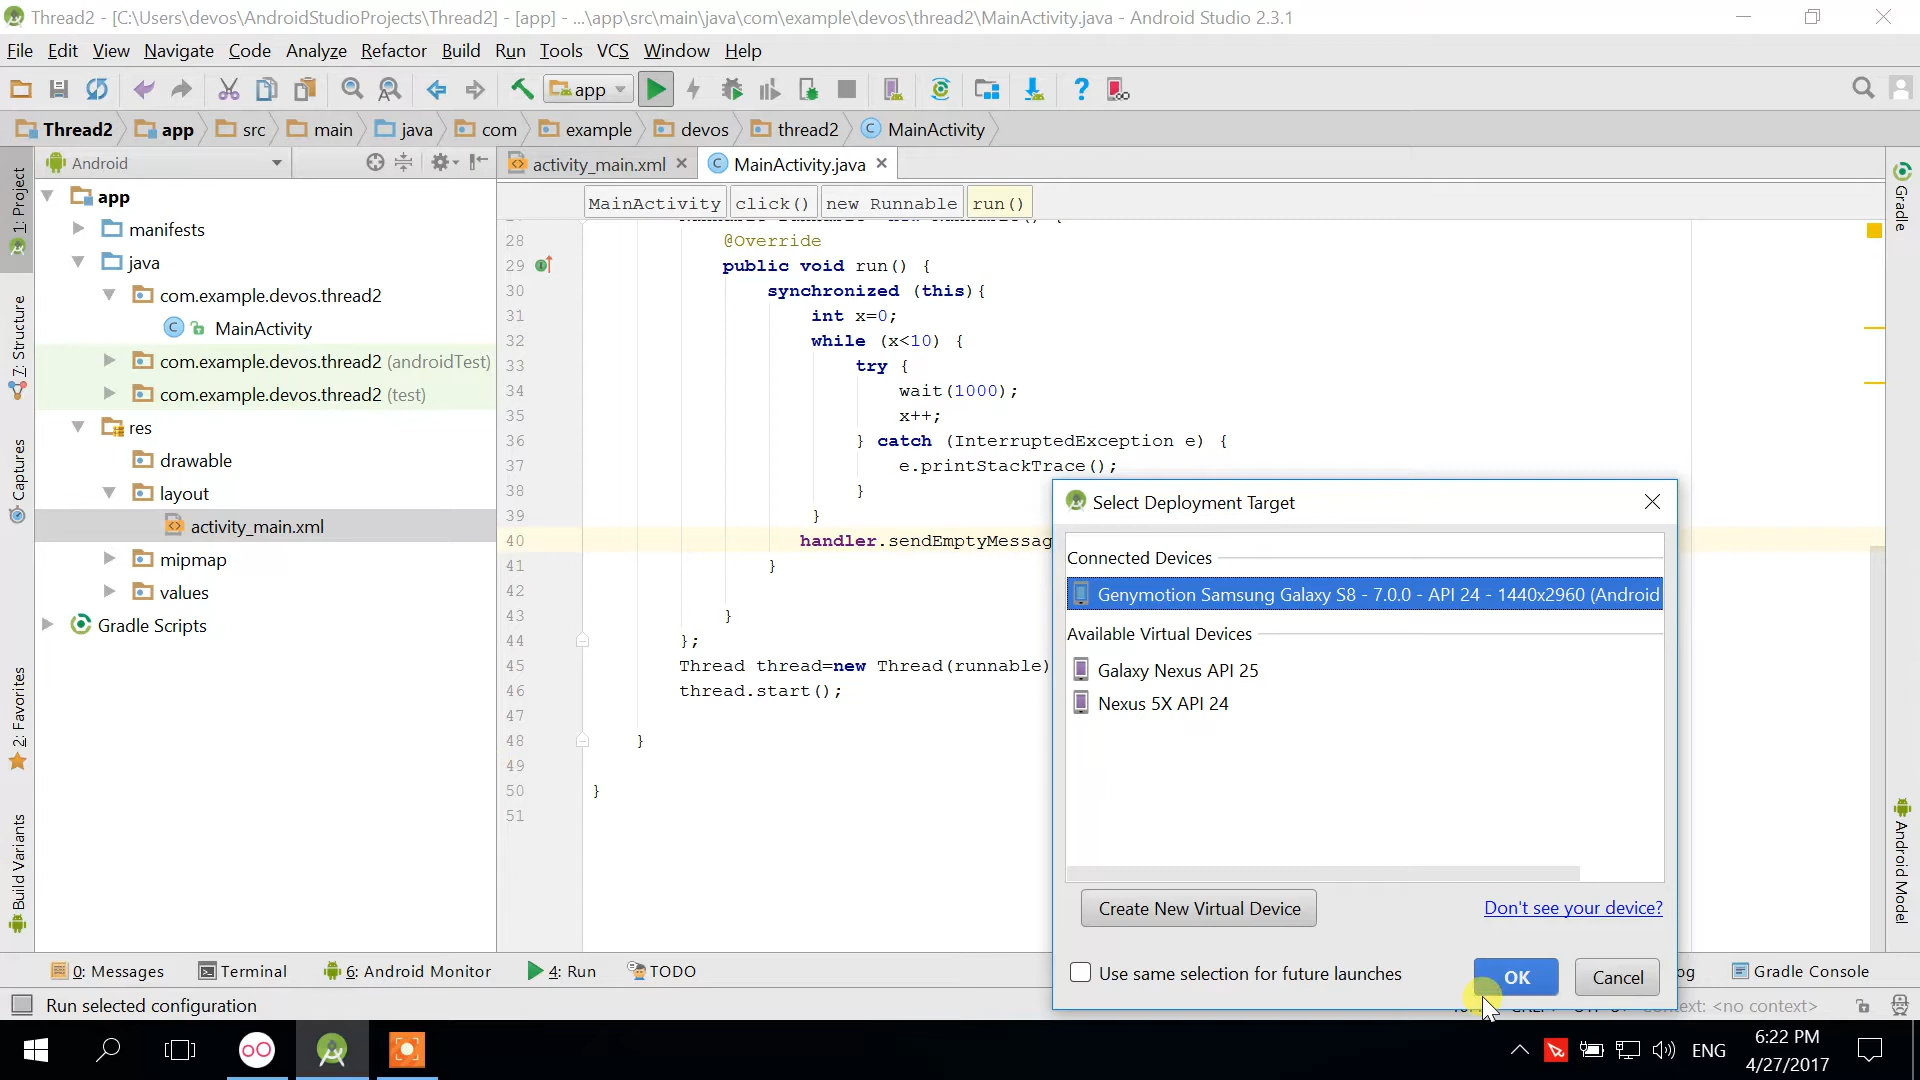 Thread2 - [C:\Users\devos\AndroidStudioProjects\Thread2] - [app] - ...\app\src\main\java\com\example\devos\thread2\MainActivity.java - Android Studio 2.3.1
File Edit View Navigate Code Analyze Refactor Build Run Tools VCS Window Help
app
Thread2 app src main java com example devos thread2 MainActivity
Android
activity_main.xml MainActivity.java
MainActivity click() new Runnable run()
1: Project
7: Structure
Captures
2: Favorites
Build Variants
Gradle
Android Model
app
manifests
java
com.example.devos.thread2
MainActivity
com.example.devos.thread2 (androidTest)
com.example.devos.thread2 (test)
res
drawable
layout
activity_main.xml
mipmap
values
Gradle Scripts
28 @Override
29 public void run() {
30 synchronized (this){
31 int x=0;
32 while (x<10) {
33 try {
34 wait(1000);
35 x++;
36 } catch (InterruptedException e) {
37 e.printStackTrace();
38 }
39 }
40 handler.sendEmptyMessag
41 }
42
43 }
44 };
45 Thread thread=new Thread(runnable)
46 thread.start();
47
48 }
49
50 }
51
Select Deployment Target
Connected Devices
Genymotion Samsung Galaxy S8 - 7.0.0 - API 24 - 1440x2960 (Android
Available Virtual Devices
Galaxy Nexus API 25
Nexus 5X API 24
Create New Virtual Device Don't see your device?
Use same selection for future launches OK Cancel
0: Messages Terminal 6: Android Monitor 4: Run TODO og Gradle Console
Run selected configuration context: <no context>
ENG 6:22 PM
4/27/2017